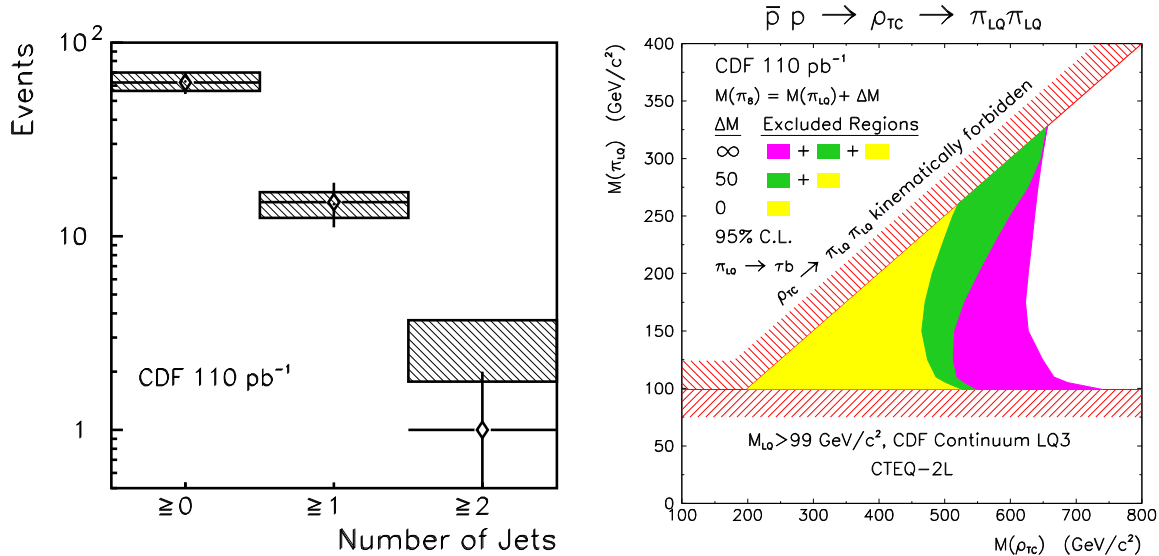 10²
10
1
Events
CDF 110 pb⁻¹
≧0 ≧1 ≧2
Number of Jets
p̅ p → ρTC → πLQ πLQ
400
350
300
250
200
150
100
50
0
M(πLQ) (GeV/c²)
CDF 110 pb⁻¹
M(π8) = M(πLQ)+ ΔM
ΔM Excluded Regions
∞ + +
50 +
0
95% C.L.
πLQ → τb
ρTC → πLQ πLQ kinematically forbidden
MLQ>99 GeV/c², CDF Continuum LQ3
CTEQ-2L
100 200 300 400 500 600 700 800
M(ρTC) (GeV/c²)